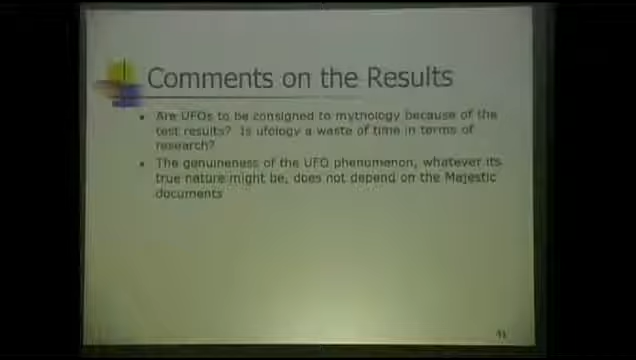 Comments on the Results
Are UFOs to be consigned to mythology because of the
test results? Is ufology a waste of time in terms of
research?
The genuineness of the UFO phenomenon, whatever its
true nature might be, does not depend on the Majestic
documents
41